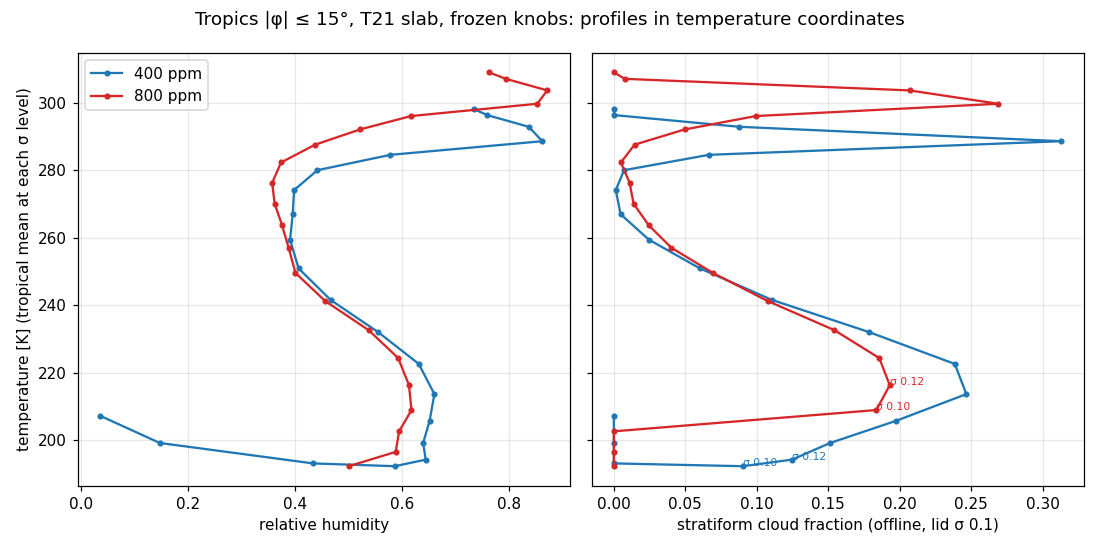 Tropics |φ| ≤ 15°, T21 slab, frozen knobs: profiles in temperature coordinates
400 ppm
800 ppm
temperature [K] (tropical mean at each σ level)
300
280
260
240
220
200
0.0
0.2
0.4
0.6
0.8
relative humidity
σ 0.12
σ 0.10
σ 0.12
σ 0.10
0.00
0.05
0.10
0.15
0.20
0.25
0.30
stratiform cloud fraction (offline, lid σ 0.1)